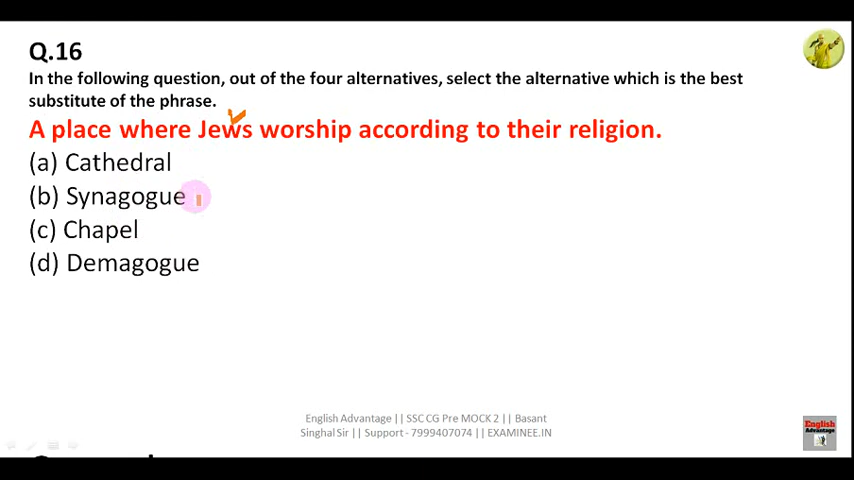 Q.16
In the following question, out of the four alternatives, select the alternative which is the best
substitute of the phrase.
A place where Jews worship according to their religion.
(a) Cathedral
(b) Synagogue
(c) Chapel
(d) Demagogue
English Advantage || SSC CG Pre MOCK 2 || Basant
Singhal Sir || Support - 7999407074 || EXAMINEE.IN
English
Advantage